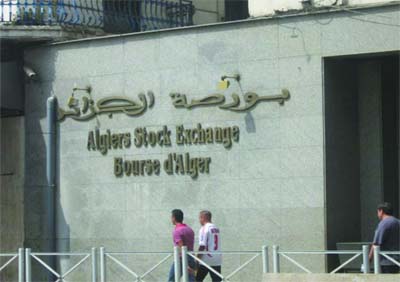 بورصة الجزائر
Algiers Stock Exchange
Bourse d'Alger